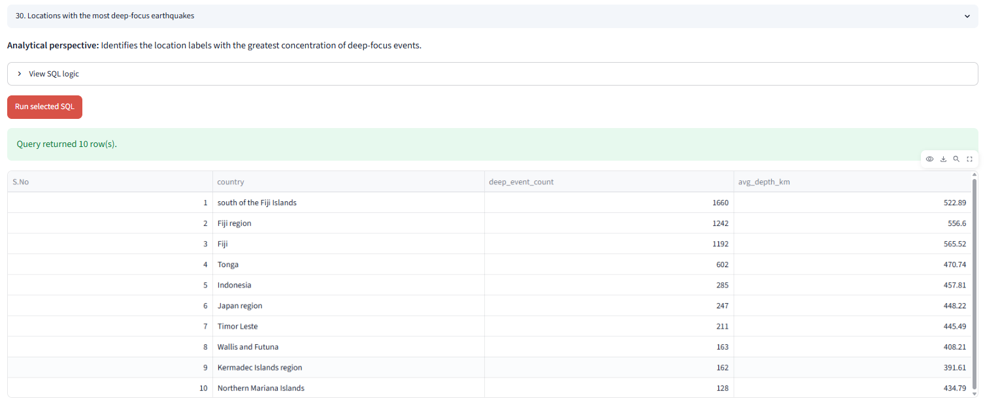 30. Locations with the most deep-focus earthquakes
Analytical perspective: Identifies the location labels with the greatest concentration of deep-focus events.
View SQL logic
Run selected SQL
Query returned 10 row(s).
S.No country deep_event_count avg_depth_km
1 south of the Fiji Islands 1660 522.89
2 Fiji region 1242 556.6
3 Fiji 1192 565.52
4 Tonga 602 470.74
5 Indonesia 285 457.81
6 Japan region 247 448.22
7 Timor Leste 211 445.49
8 Wallis and Futuna 163 408.21
9 Kermadec Islands region 162 391.61
10 Northern Mariana Islands 128 434.79